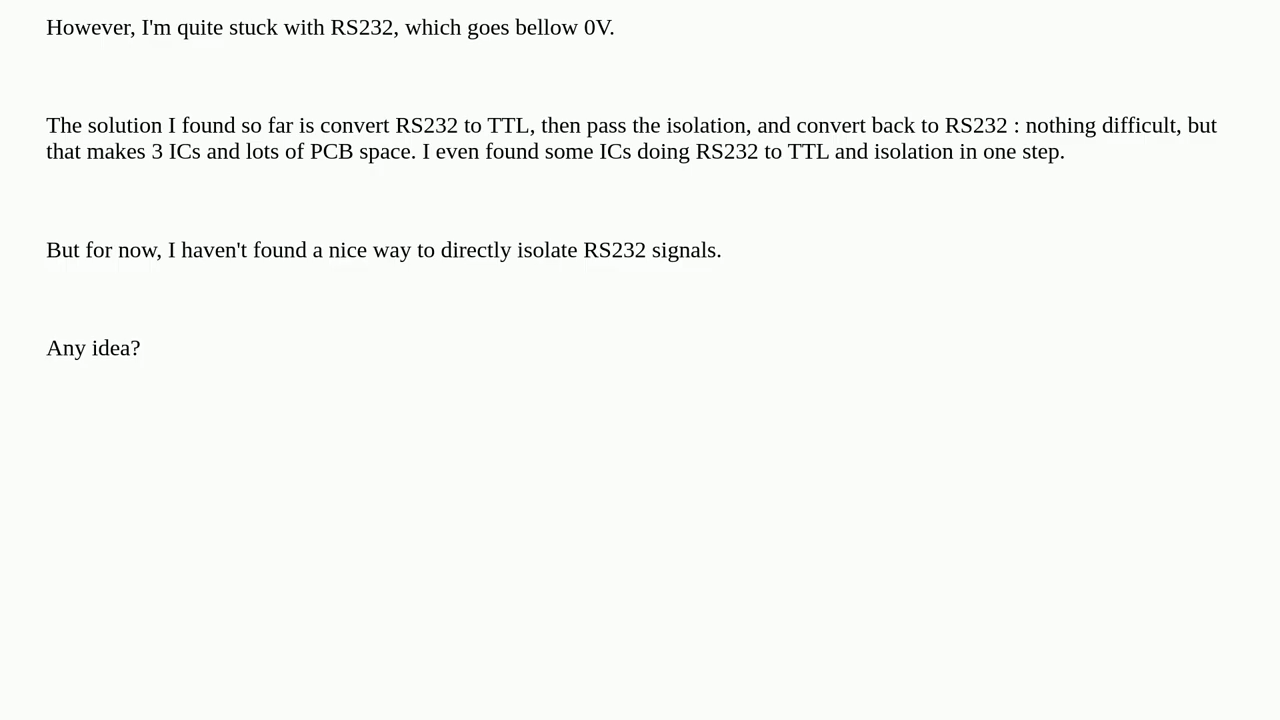 However, I'm quite stuck with RS232, which goes bellow 0V.
The solution I found so far is convert RS232 to TTL, then pass the isolation, and convert back to RS232 : nothing difficult, but
that makes 3 ICs and lots of PCB space. I even found some ICs doing RS232 to TTL and isolation in one step.
But for now, I haven't found a nice way to directly isolate RS232 signals.
Any idea?